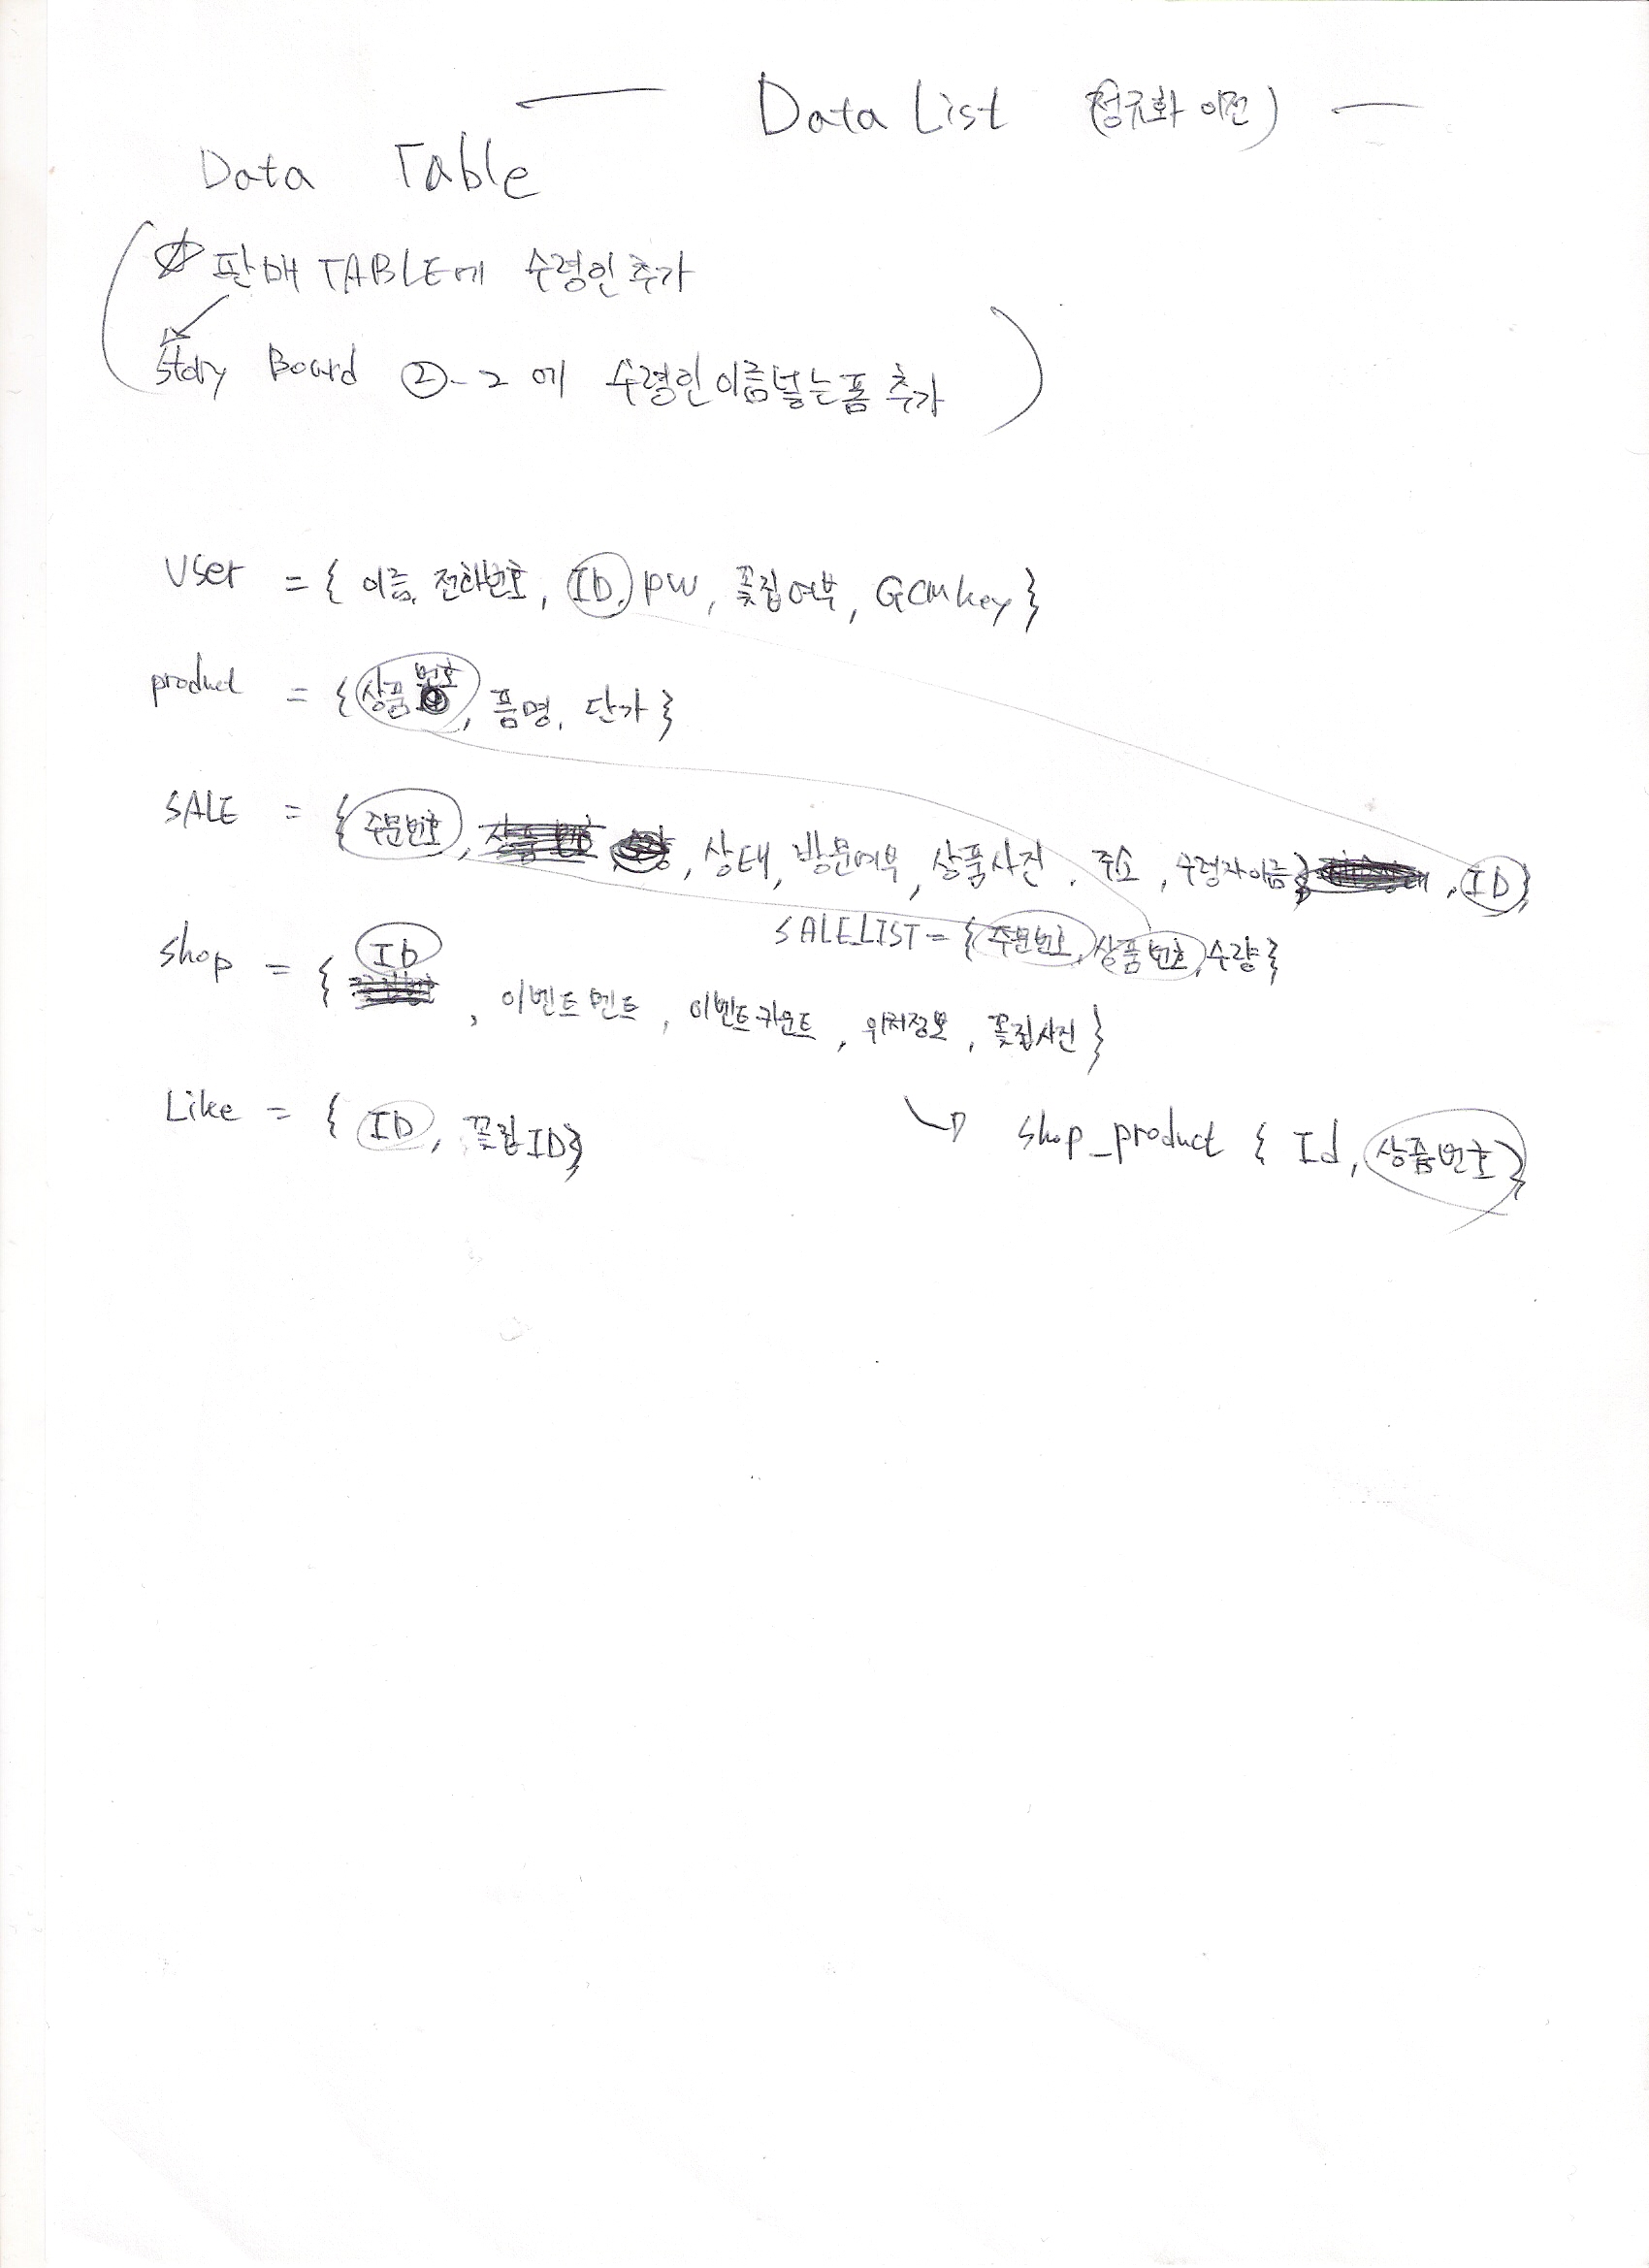 Data List (정규화 이전)
Data Table
☆ 판매 TABLE에 수령인 추가
Story Board ②-2 에 수령인이름넣는폼 추가
User = { 이름, 전화번호, ID, PW, 꽃집여부, GCMkey }
product = { 상품번호, 품명, 단가 }
SALE = { 주문번호, 상태, 방문여부, 상품사진, 주소, 수령자이름 } , ID }
SALELIST = { 주문번호, 상품번호, 수량 }
shop = { ID , 이벤트멘트, 이벤트카운트, 위치정보, 꽃집사진 }
Like = { ID, 꽃집ID }
↳ shop_product { Id, 상품번호 }